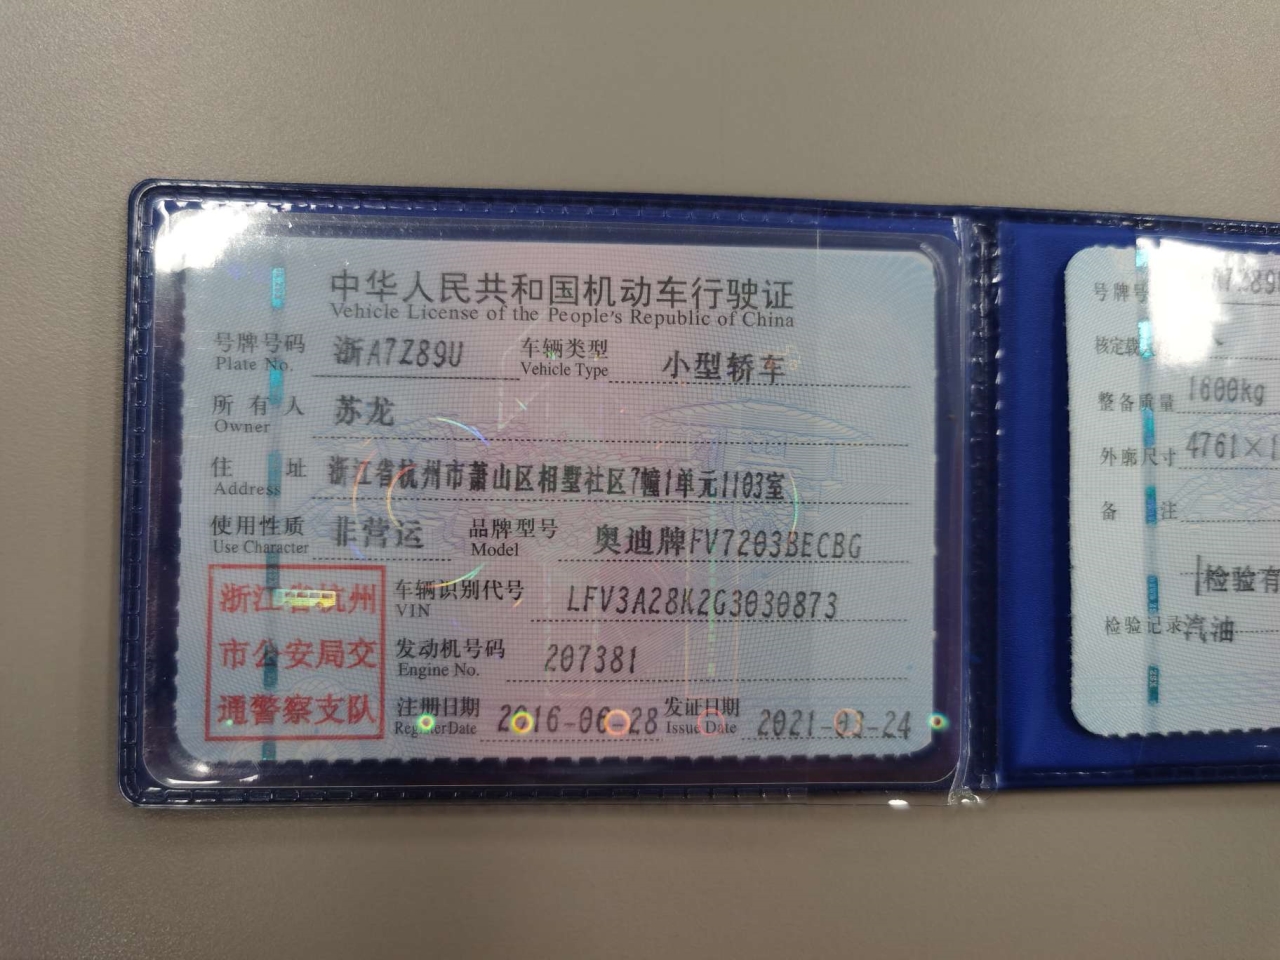 中华人民共和国机动车行驶证
Vehicle License of the People's Republic of China
号牌号码 浙A7Z89U 车辆类型 小型轿车
Plate No. Vehicle Type
所有人 苏龙
Owner
住址 浙江省杭州市萧山区相墅社区7幢1单元1103室
Address
使用性质 非营运 品牌型号 奥迪牌FV7203BECBG
Use Character Model
浙江省杭州
市公安局交
通警察支队
车辆识别代号 LFV3A28K2G3030873
VIN
发动机号码 207381
Engine No.
注册日期 2016-06-28 发证日期 2021-03-24
Register Date Issue Date
号牌号
核定载
整备质量 1600kg
外廓尺寸 4761×1
备注
检验有
检验记录 汽油